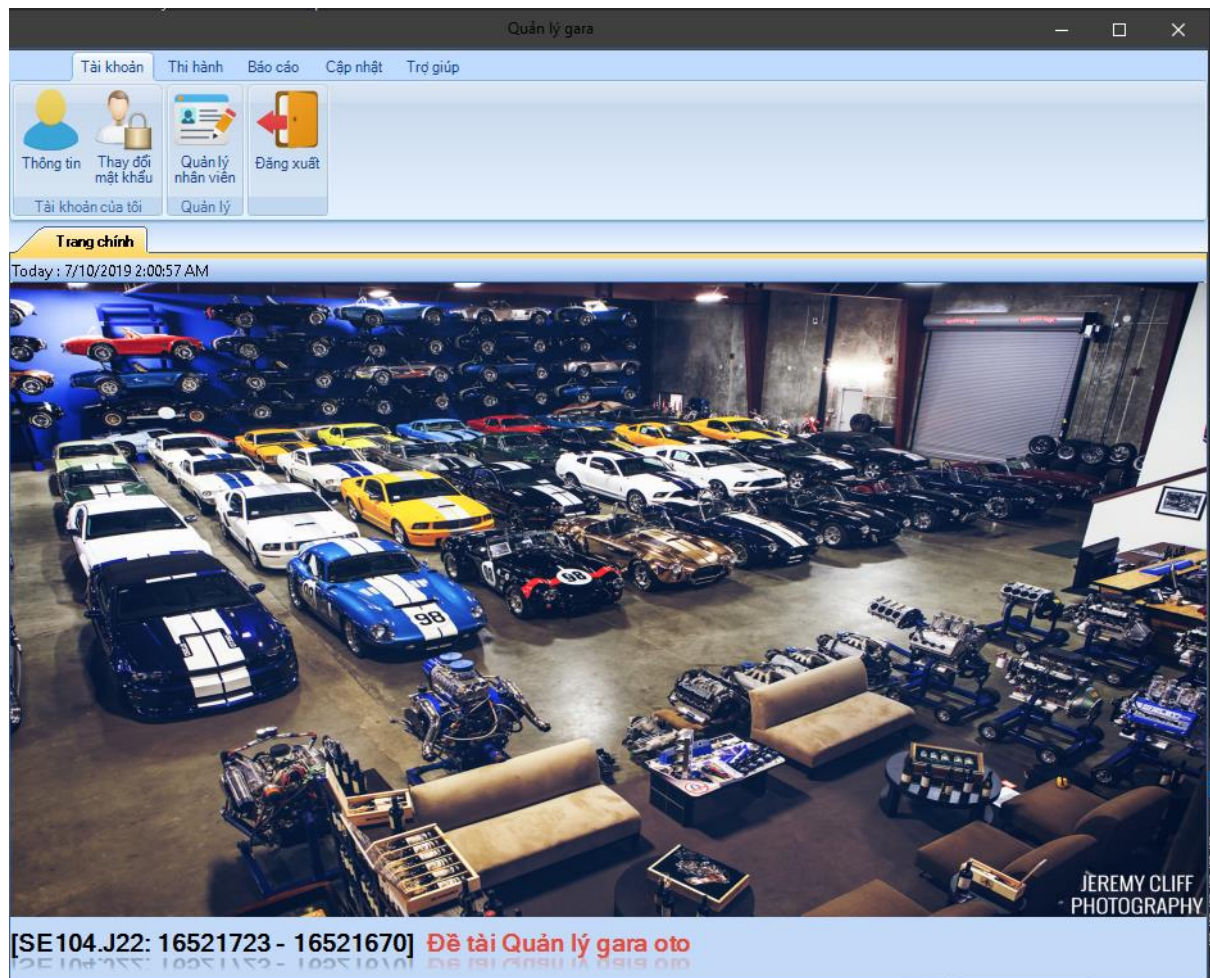 Quản lý gara
Tài khoản Thi hành Báo cáo Cập nhật Trợ giúp
Thông tin Thay đổi mật khẩu Quản lý nhân viên Đăng xuất
Tài khoản của tôi Quản lý
Trang chính
Today : 7/10/2019 2:00:57 AM
98
98
JEREMY CLIFF
PHOTOGRAPHY
[SE104.J22: 16521723 - 16521670] Đề tài Quản lý gara oto